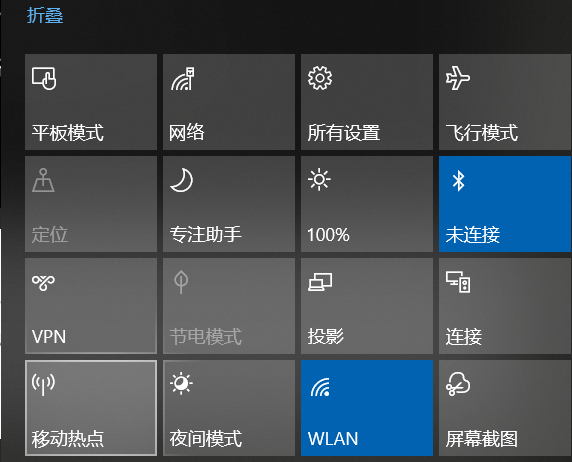 折叠
平板模式
网络
所有设置
飞行模式
定位
专注助手
100%
未连接
VPN
节电模式
投影
连接
移动热点
夜间模式
WLAN
屏幕截图